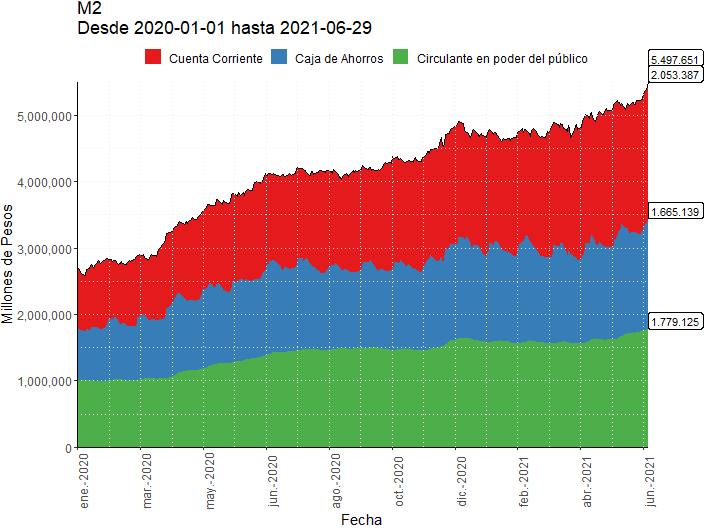 M2
Desde 2020-01-01 hasta 2021-06-29
Cuenta Corriente
Caja de Ahorros
Circulante en poder del público
5.497.651
2.053.387
1.665.139
1.779.125
5,000,000
4,000,000
3,000,000
2,000,000
1,000,000
0
Millones de Pesos
ene.-2020
mar.-2020
may.-2020
jun.-2020
ago.-2020
oct.-2020
dic.-2020
feb.-2021
abr.-2021
jun.-2021
Fecha